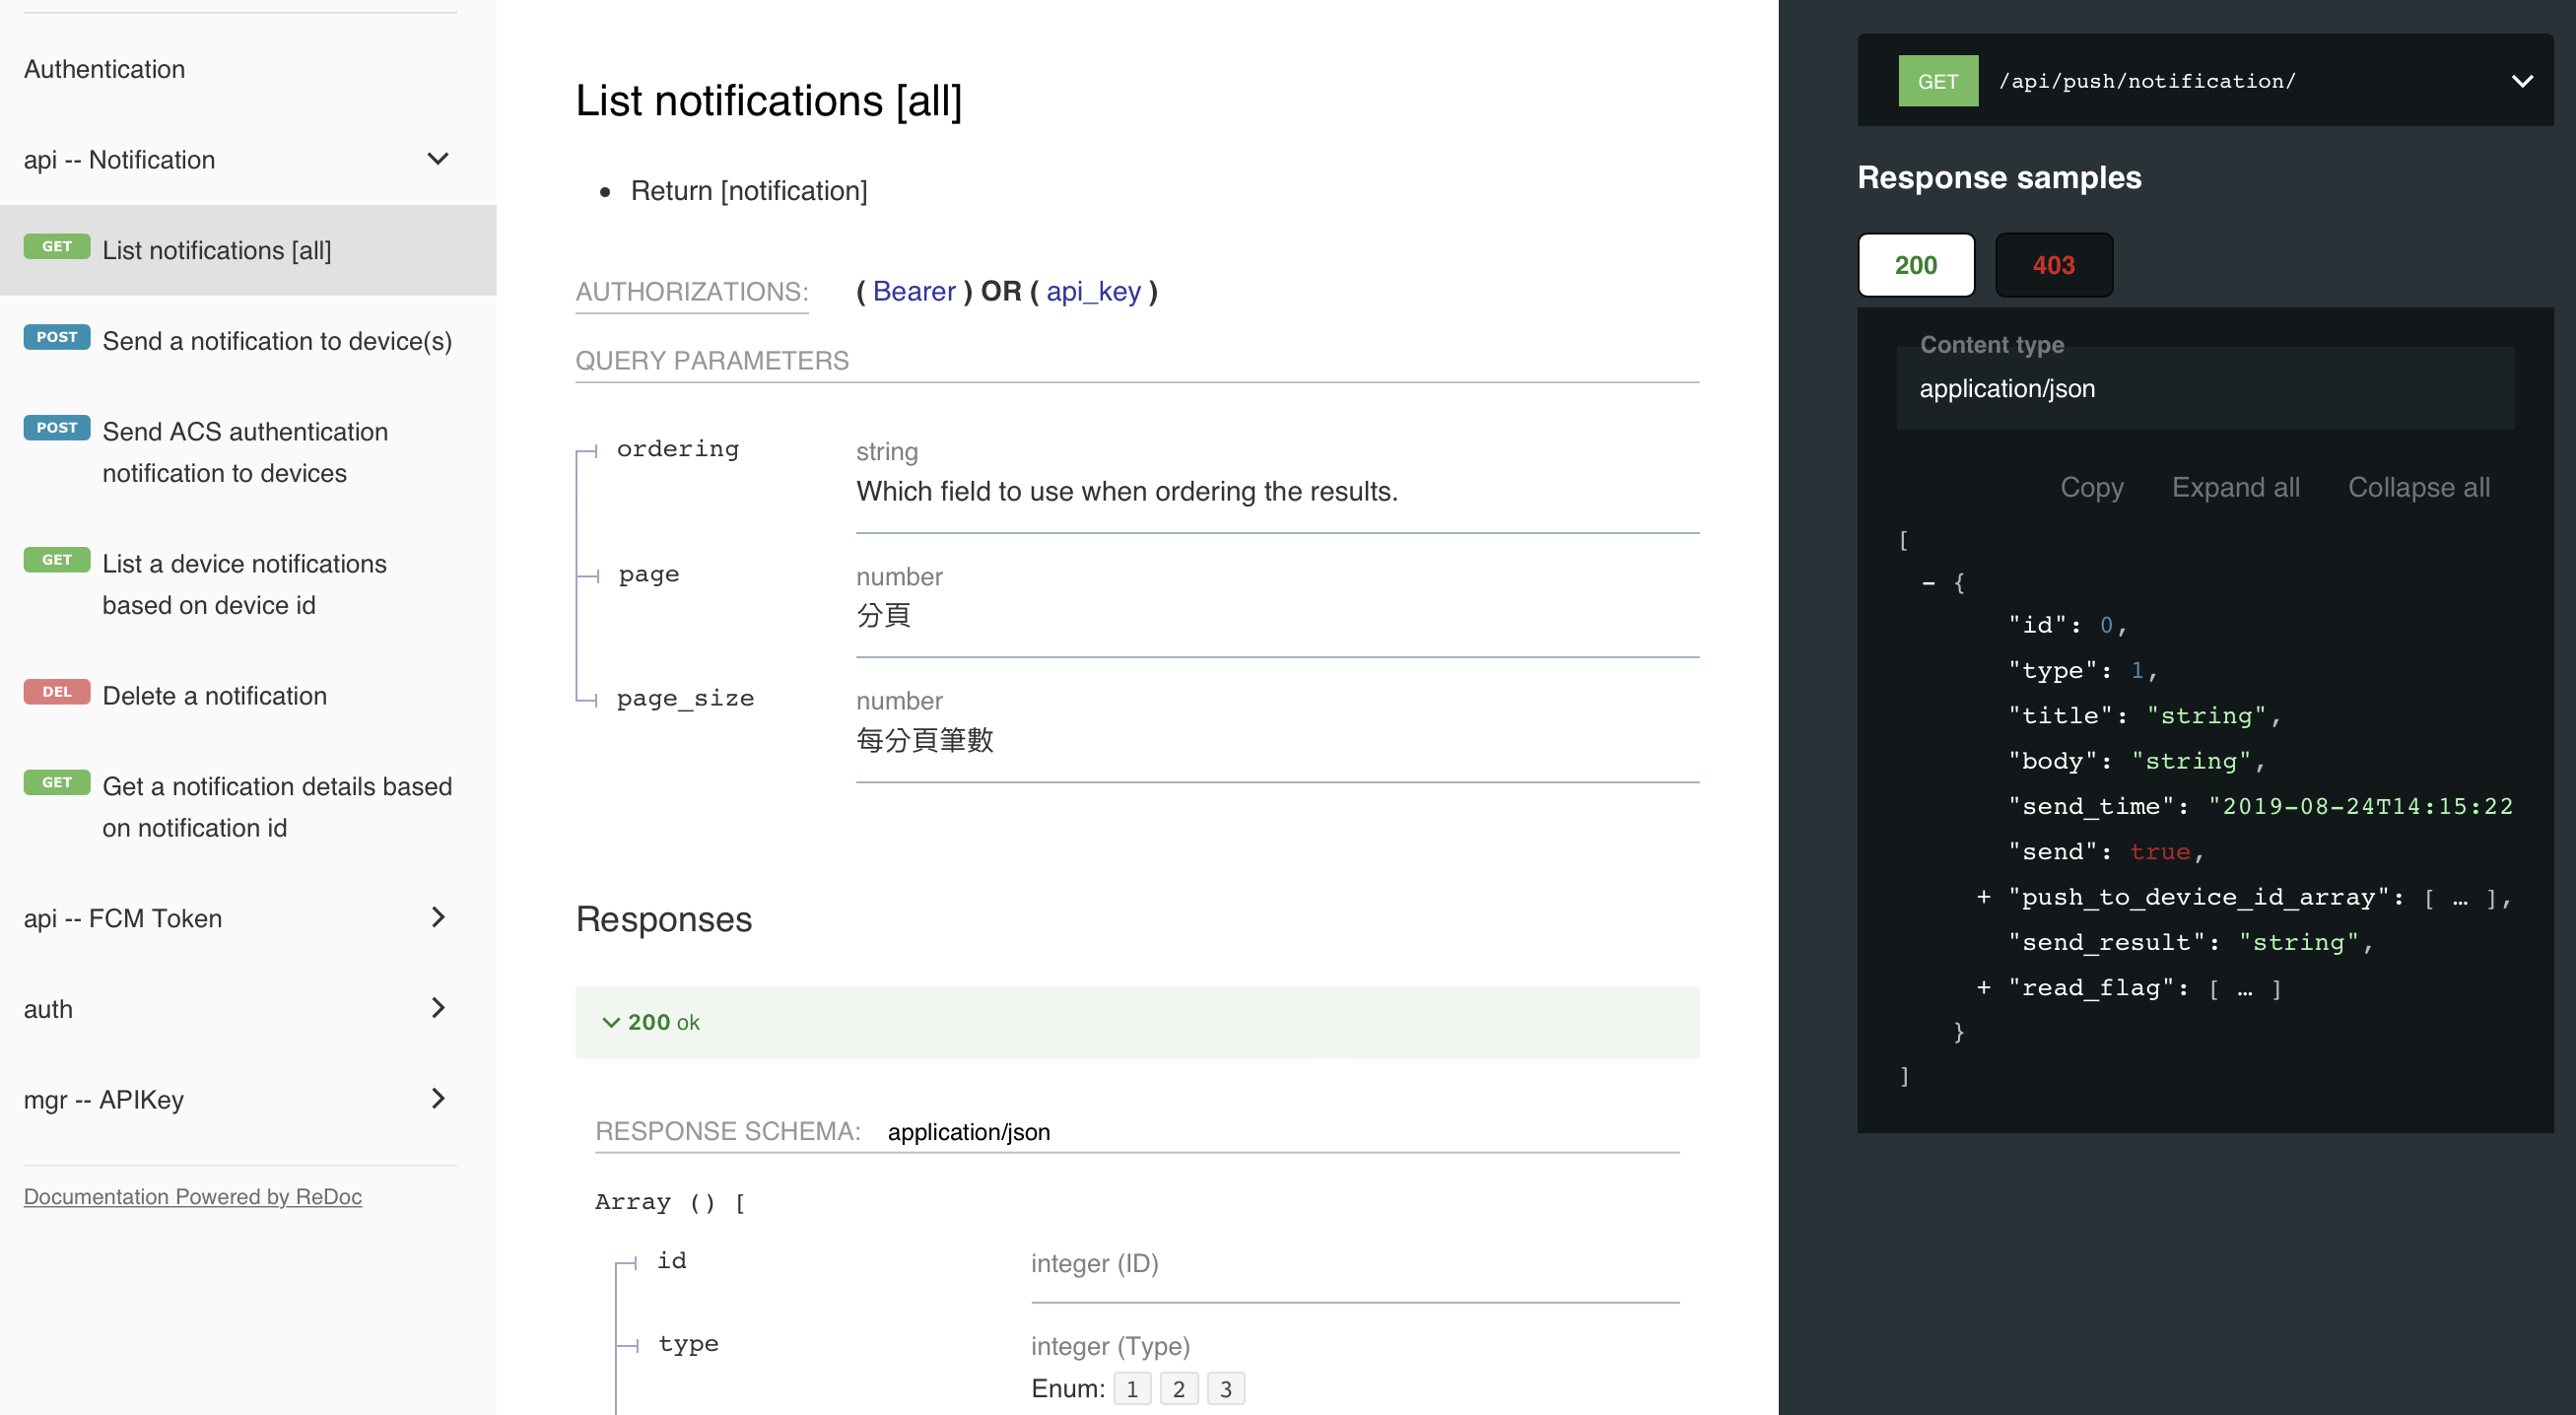 Authentication
api -- Notification
GET List notifications [all]
POST Send a notification to device(s)
POST Send ACS authentication
notification to devices
GET List a device notifications
based on device id
DEL Delete a notification
GET Get a notification details based
on notification id
api -- FCM Token
auth
mgr -- APIKey
Documentation Powered by ReDoc
List notifications [all]
• Return [notification]
AUTHORIZATIONS: ( Bearer ) OR ( api_key )
QUERY PARAMETERS
ordering string
Which field to use when ordering the results.
page number
分頁
page_size number
每分頁筆數
Responses
200 ok
RESPONSE SCHEMA: application/json
Array () [
id integer (ID)
type integer (Type)
Enum: 1 2 3
GET /api/push/notification/
Response samples
200 403
Content type
application/json
Copy Expand all Collapse all
[
- {
"id": 0,
"type": 1,
"title": "string",
"body": "string",
"send_time": "2019-08-24T14:15:22
"send": true,
+ "push_to_device_id_array": [ … ],
"send_result": "string",
+ "read_flag": [ … ]
}
]